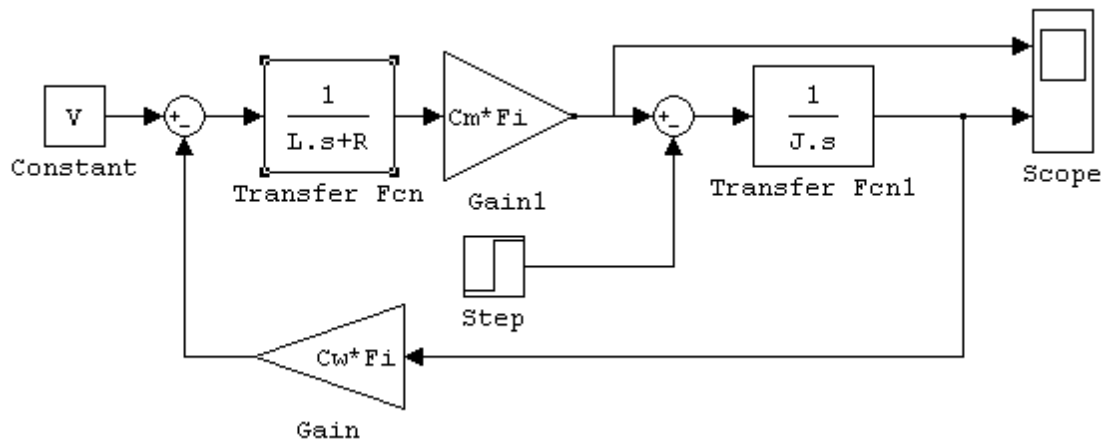 V
Constant
+
-
1
L.s+R
Transfer Fcn
Cm*Fi
Gain1
+
-
1
J.s
Transfer Fcn1
Scope
Step
Cw*Fi
Gain